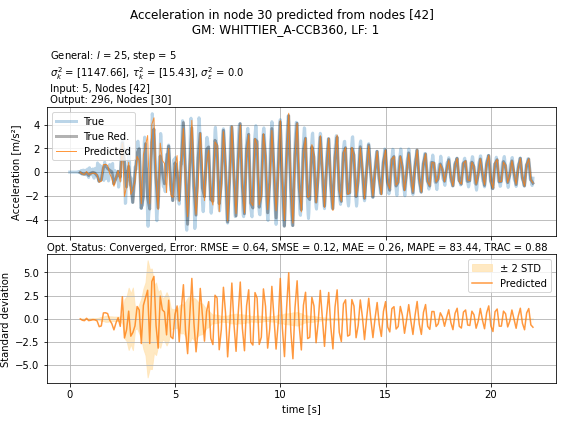 Acceleration in node 30 predicted from nodes [42]
GM: WHITTIER_A-CCB360, LF: 1
General: l = 25, step = 5
σ²ₖ = [1147.66], τ²ₖ = [15.43], σ²ε = 0.0
Input: 5, Nodes [42]
Output: 296, Nodes [30]
Acceleration [m/s²]
4
2
0
−2
−4
True
True Red.
Predicted
Opt. Status: Converged, Error: RMSE = 0.64, SMSE = 0.12, MAE = 0.26, MAPE = 83.44, TRAC = 0.88
Standard deviation
5.0
2.5
0.0
−2.5
−5.0
± 2 STD
Predicted
0 5 10 15 20
time [s]